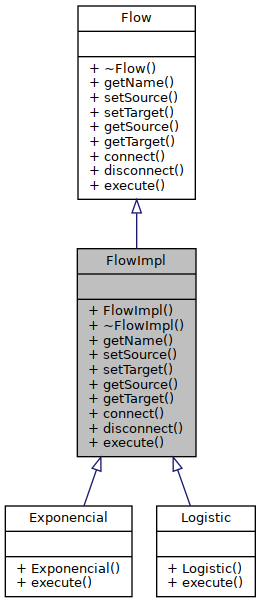 Flow
+ ~Flow()
+ getName()
+ setSource()
+ setTarget()
+ getSource()
+ getTarget()
+ connect()
+ disconnect()
+ execute()
FlowImpl
+ FlowImpl()
+ ~FlowImpl()
+ getName()
+ setSource()
+ setTarget()
+ getSource()
+ getTarget()
+ connect()
+ disconnect()
+ execute()
Exponencial
+ Exponencial()
+ execute()
Logistic
+ Logistic()
+ execute()